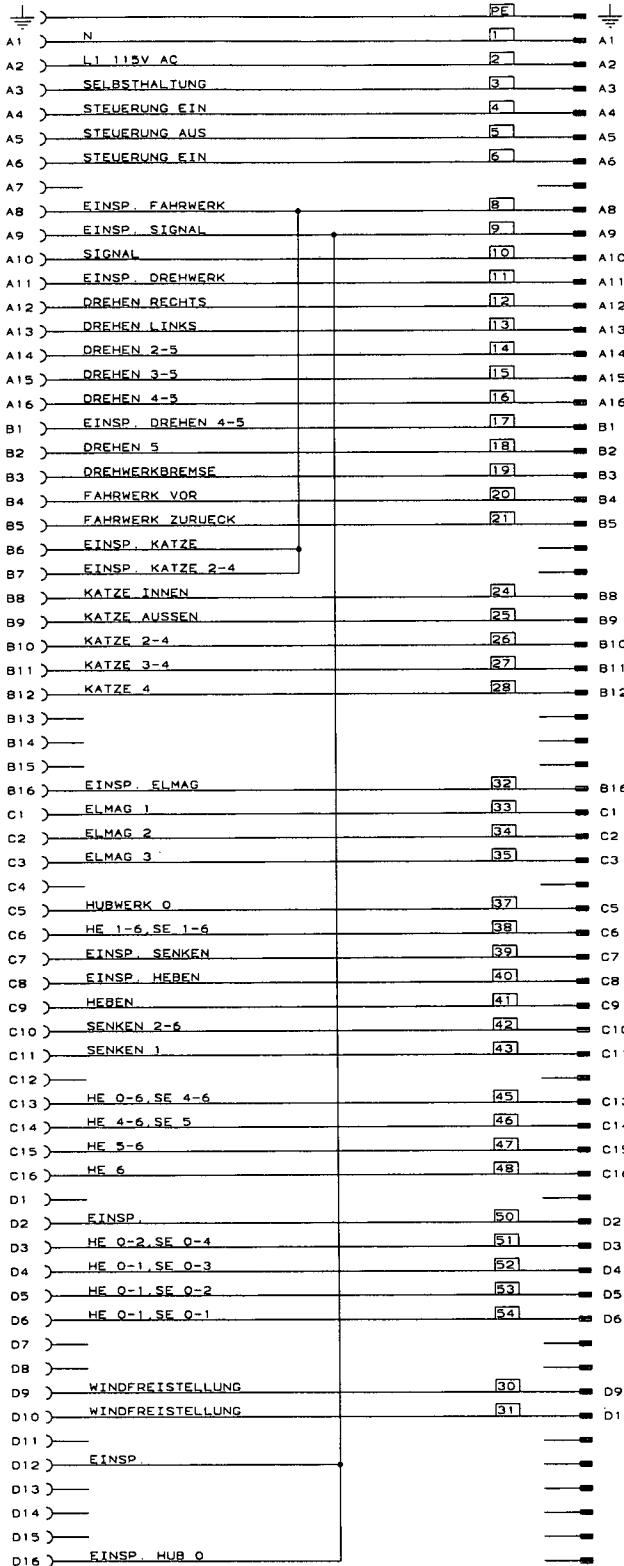 PE
A1 N 1 A1
A2 L1 115V AC 2 A2
A3 SELBSTHALTUNG 3 A3
A4 STEUERUNG EIN 4 A4
A5 STEUERUNG AUS 5 A5
A6 STEUERUNG EIN 6 A6
A7
A8 EINSP. FAHRWERK 8 A8
A9 EINSP. SIGNAL 9 A9
A10 SIGNAL 10 A10
A11 EINSP. DREHWERK 11 A11
A12 DREHEN RECHTS 12 A12
A13 DREHEN LINKS 13 A13
A14 DREHEN 2-5 14 A14
A15 DREHEN 3-5 15 A15
A16 DREHEN 4-5 16 A16
B1 EINSP. DREHEN 4-5 17 B1
B2 DREHEN 5 18 B2
B3 DREHWERKBREMSE 19 B3
B4 FAHRWERK VOR 20 B4
B5 FAHRWERK ZURUECK 21 B5
B6 EINSP. KATZE
B7 EINSP. KATZE 2-4
B8 KATZE INNEN 24 B8
B9 KATZE AUSSEN 25 B9
B10 KATZE 2-4 26 B10
B11 KATZE 3-4 27 B11
B12 KATZE 4 28 B12
B13
B14
B15
B16 EINSP. ELMAG 32 B16
C1 ELMAG 1 33 C1
C2 ELMAG 2 34 C2
C3 ELMAG 3 35 C3
C4
C5 HUBWERK 0 37 C5
C6 HE 1-6,SE 1-6 38 C6
C7 EINSP. SENKEN 39 C7
C8 EINSP. HEBEN 40 C8
C9 HEBEN 41 C9
C10 SENKEN 2-6 42 C10
C11 SENKEN 1 43 C11
C12
C13 HE 0-6,SE 4-6 45 C13
C14 HE 4-6,SE 5 46 C14
C15 HE 5-6 47 C15
C16 HE 6 48 C16
D1
D2 EINSP. 50 D2
D3 HE 0-2,SE 0-4 51 D3
D4 HE 0-1,SE 0-3 52 D4
D5 HE 0-1,SE 0-2 53 D5
D6 HE 0-1,SE 0-1 54 D6
D7
D8
D9 WINDFREISTELLUNG 30 D9
D10 WINDFREISTELLUNG 31 D1
D11
D12 EINSP.
D13
D14
D15
D16 EINSP. HUB 0